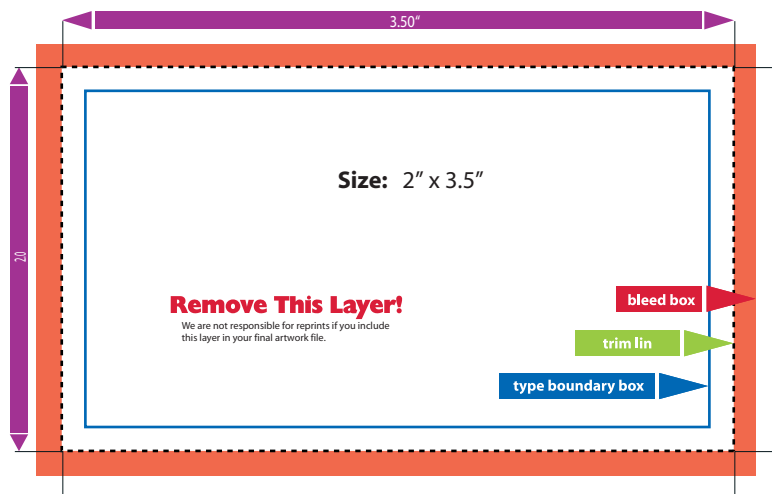 3.50"
2.0
Size: 2” x 3.5”
Remove This Layer!
We are not responsible for reprints if you include
this layer in your final artwork file.
bleed box
trim lin
type boundary box